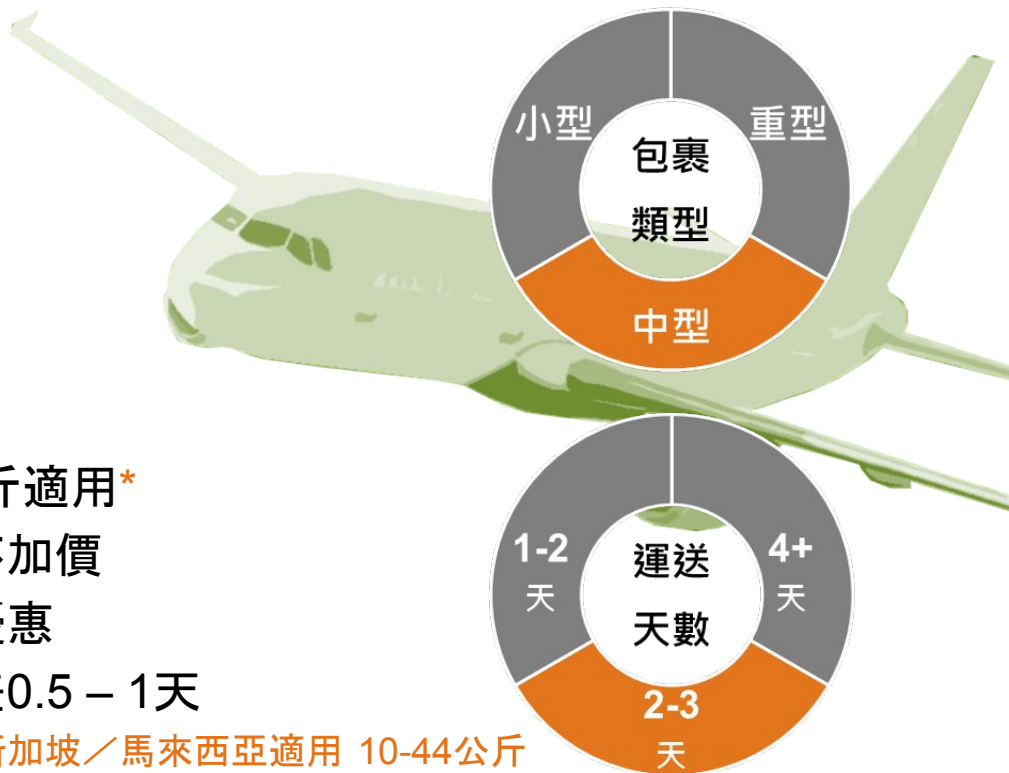 小型
重型
包裹
類型
中型
斤適用*
加價
惠
0.5 – 1天
新加坡／馬來西亞適用 10-44公斤
1-2
天
4+
天
運送
天數
2-3
天